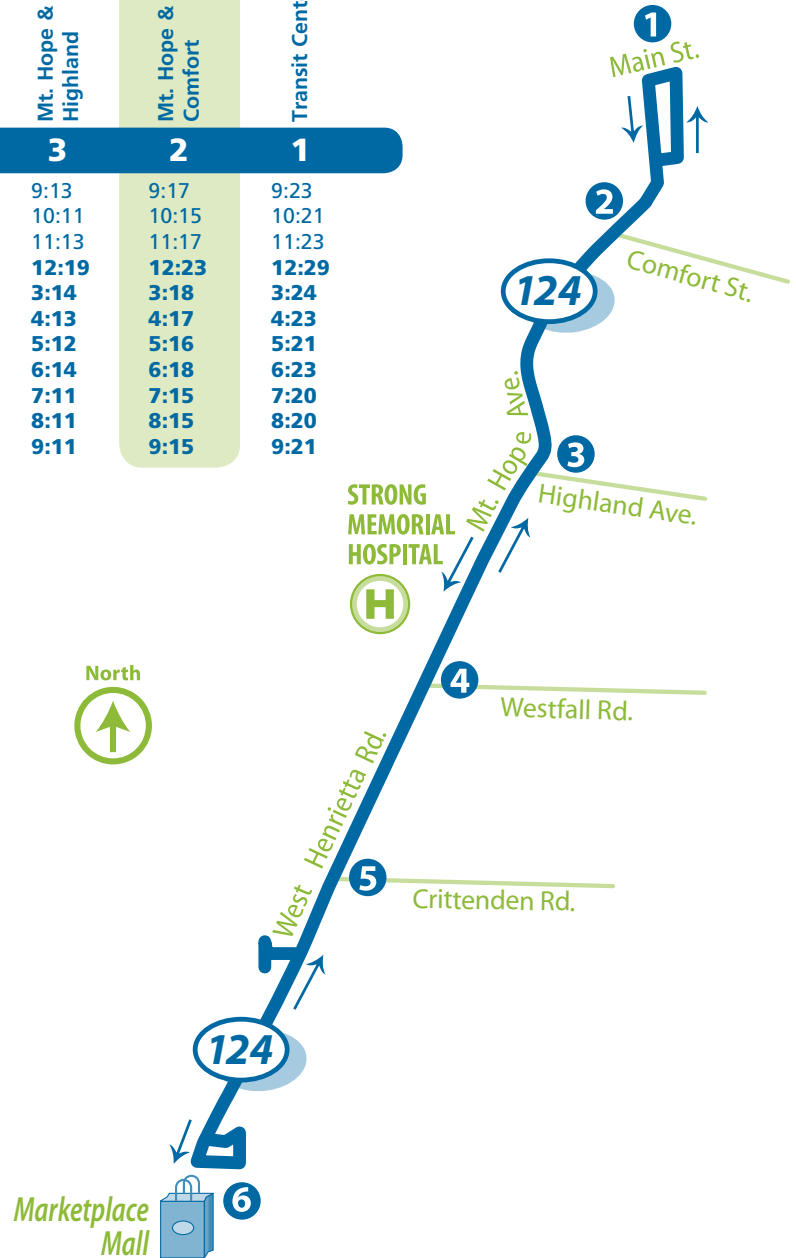 Mt. Hope &
Highland
Mt. Hope &
Comfort
Transit Cent
3 2 1
9:13 9:17 9:23
10:11 10:15 10:21
11:13 11:17 11:23
12:19 12:23 12:29
3:14 3:18 3:24
4:13 4:17 4:23
5:12 5:16 5:21
6:14 6:18 6:23
7:11 7:15 7:20
8:11 8:15 8:20
9:11 9:15 9:21
1
Main St.
2
Comfort St.
124
Mt. Hope Ave.
3
Highland Ave.
STRONG
MEMORIAL
HOSPITAL
H
North
4
Westfall Rd.
West Henrietta Rd.
5
Crittenden Rd.
124
6
Marketplace
Mall